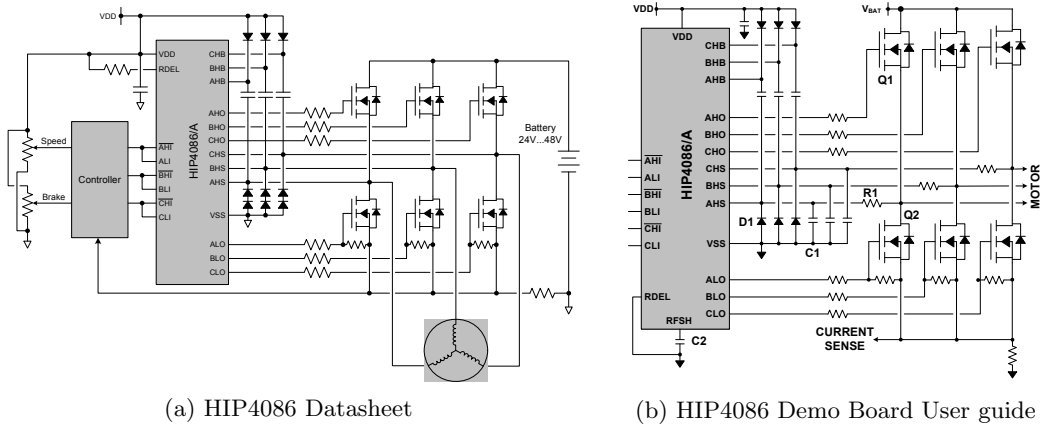 VDD
VDD
RDEL
CHB
BHB
AHB
AHO
BHO
CHO
CHS
BHS
AHS
VSS
ALO
BLO
CLO
HIP4086/A
AHI
ALI
BHI
BLI
CHI
CLI
Speed
Brake
Controller
Battery
24V...48V
(a) HIP4086 Datasheet
VDD
VDD
CHB
BHB
AHB
AHO
BHO
CHO
CHS
BHS
AHS
VSS
ALO
BLO
CLO
HIP4086/A
AHI
ALI
BHI
BLI
CHI
CLI
RDEL
RFSH
C2
D1
C1
R1
VBAT
Q1
Q2
MOTOR
CURRENT
SENSE
(b) HIP4086 Demo Board User guide